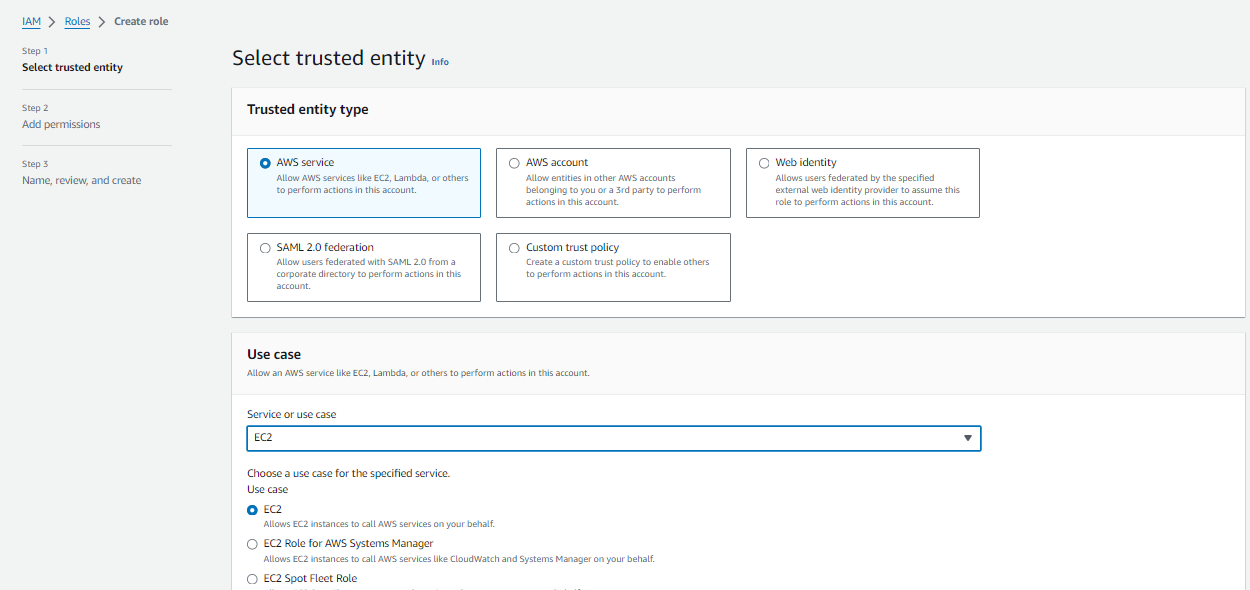 IAM > Roles > Create role
Step 1
Select trusted entity
Step 2
Add permissions
Step 3
Name, review, and create
Select trusted entity Info
Trusted entity type
AWS service
Allow AWS services like EC2, Lambda, or others
to perform actions in this account.
AWS account
Allow entities in other AWS accounts
belonging to you or a 3rd party to perform
actions in this account.
Web identity
Allows users federated by the specified
external web identity provider to assume this
role to perform actions in this account.
SAML 2.0 federation
Allow users federated with SAML 2.0 from a
corporate directory to perform actions in this
account.
Custom trust policy
Create a custom trust policy to enable others
to perform actions in this account.
Use case
Allow an AWS service like EC2, Lambda, or others to perform actions in this account.
Service or use case
EC2
Choose a use case for the specified service.
Use case
EC2
Allows EC2 instances to call AWS services on your behalf.
EC2 Role for AWS Systems Manager
Allows EC2 instances to call AWS services like CloudWatch and Systems Manager on your behalf.
EC2 Spot Fleet Role